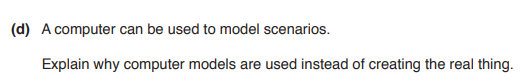 (d) A computer can be used to model scenarios.
Explain why computer models are used instead of creating the real thing.